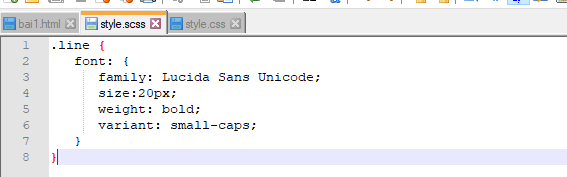 bai1.html style.scss style.css
1 .line {
2 font: {
3 family: Lucida Sans Unicode;
4 size:20px;
5 weight: bold;
6 variant: small-caps;
7 }
8 }